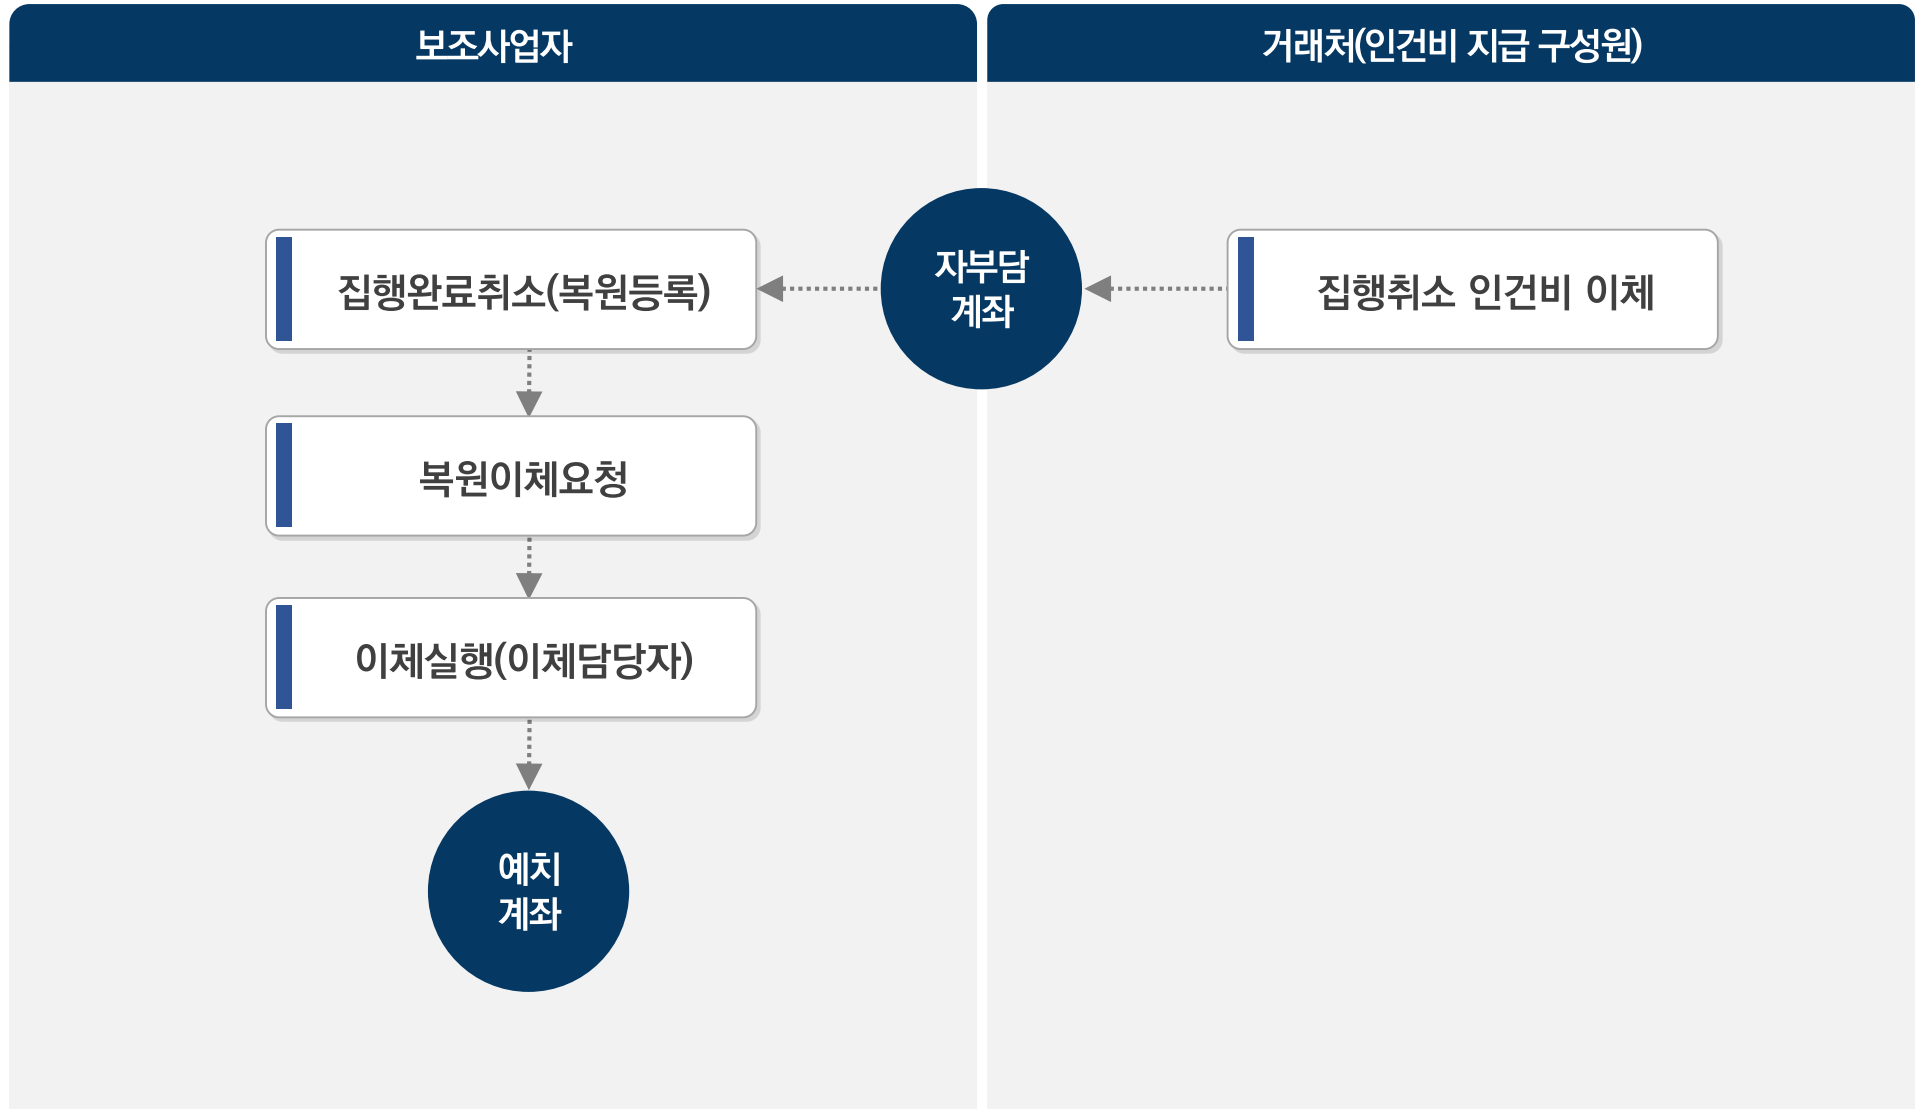 보조사업자
거래처(인건비 지급 구성원)
집행완료취소(복원등록)
자부담
계좌
집행취소 인건비 이체
복원이체요청
이체실행(이체담당자)
예치
계좌